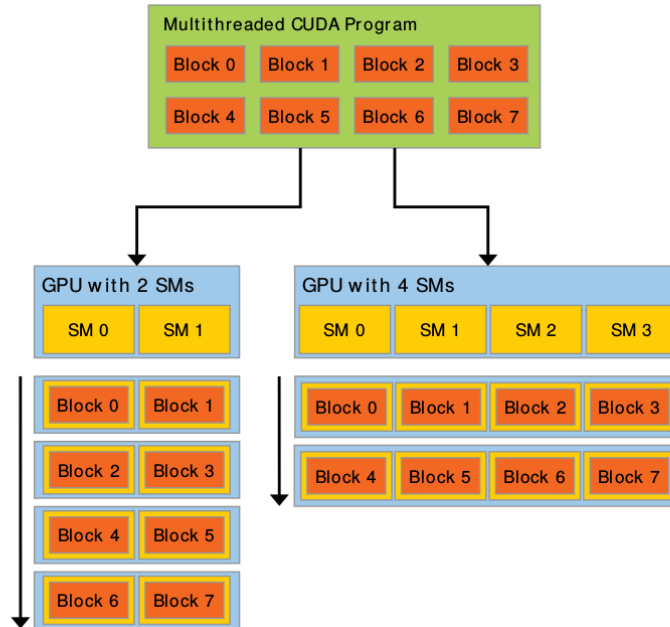 Multithreaded CUDA Program
Block 0 Block 1 Block 2 Block 3
Block 4 Block 5 Block 6 Block 7
GPU with 2 SMs
SM 0 SM 1
Block 0 Block 1
Block 2 Block 3
Block 4 Block 5
Block 6 Block 7
GPU with 4 SMs
SM 0 SM 1 SM 2 SM 3
Block 0 Block 1 Block 2 Block 3
Block 4 Block 5 Block 6 Block 7